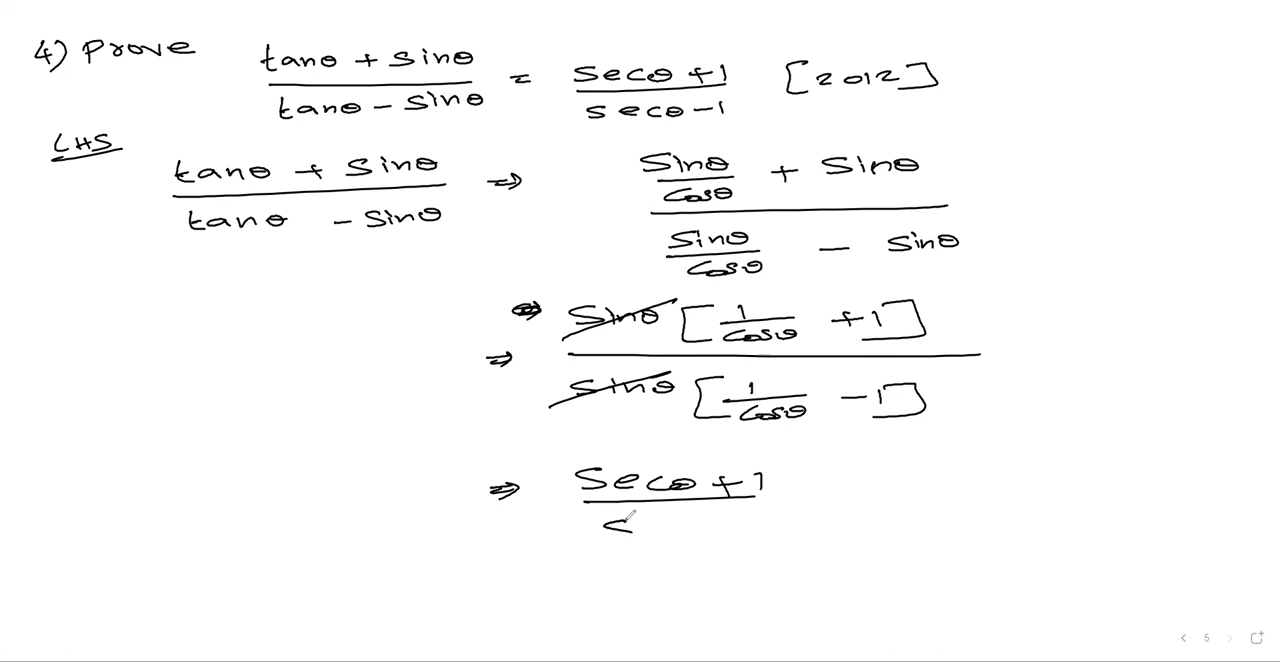 4) Prove tanθ + sinθ / tanθ - sinθ = secθ + 1 / secθ - 1 [2012]
LHS
tanθ + sinθ / tanθ - sinθ ⇒ Sinθ/Cosθ + Sinθ / Sinθ/Cosθ - Sinθ
⇒ Sinθ [1/Cosθ + 1] / Sinθ [1/Cosθ - 1]
⇒ Secθ + 1 /
5